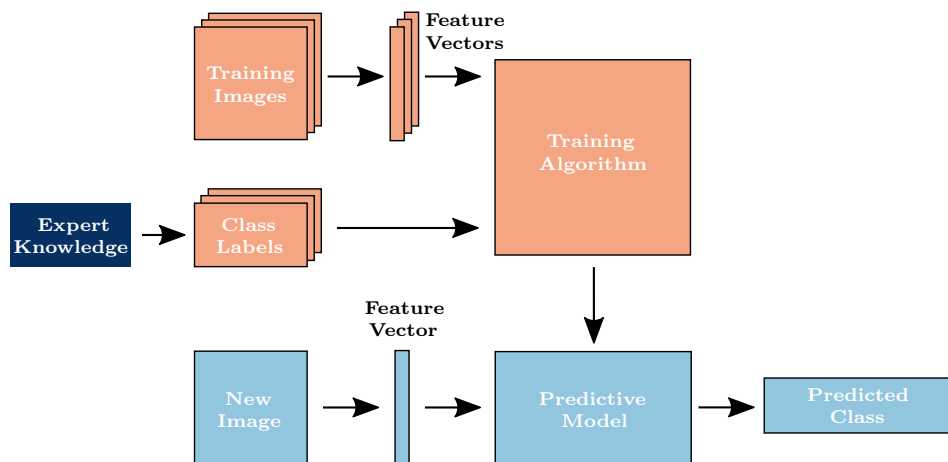 Feature
Vectors
Training
Images
Training
Algorithm
Expert
Knowledge
Class
Labels
Feature
Vector
New
Image
Predictive
Model
Predicted
Class